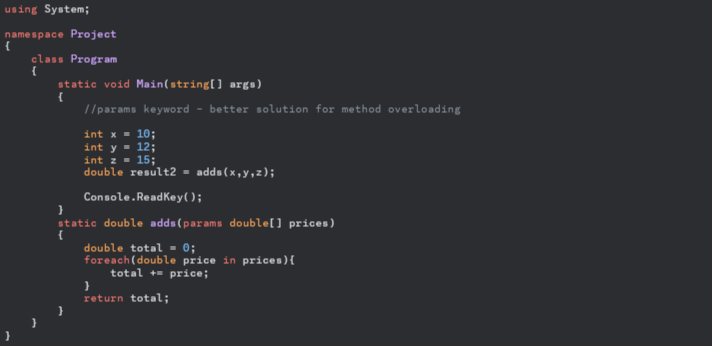 using System;
namespace Project
{
class Program
{
static void Main(string[] args)
{
//params keyword - better solution for method overloading
int x = 10;
int y = 12;
int z = 15;
double result2 = adds(x,y,z);
Console.ReadKey();
}
static double adds(params double[] prices)
{
double total = 0;
foreach(double price in prices){
total += price;
}
return total;
}
}
}